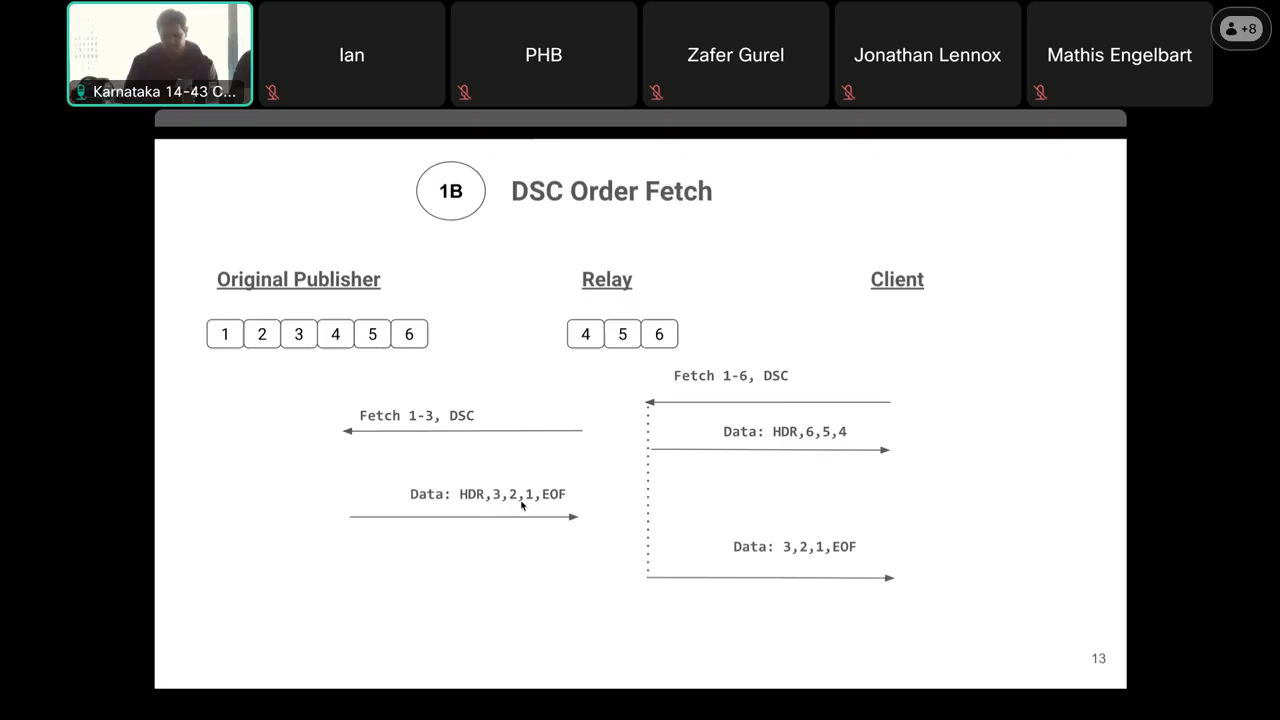 Karnataka 14-43 C...
Ian
PHB
Zafer Gurel
Jonathan Lennox
Mathis Engelbart
+8
1B
DSC Order Fetch
Original Publisher
Relay
Client
1 2 3 4 5 6
4 5 6
Fetch 1-6, DSC
Fetch 1-3, DSC
Data: HDR,6,5,4
Data: HDR,3,2,1,EOF
Data: 3,2,1,EOF
13